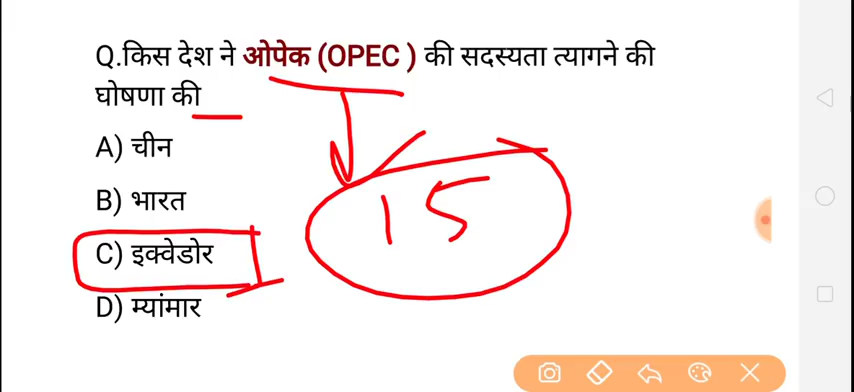 Q.किस देश ने ओपेक (OPEC ) की सदस्यता त्यागने की
घोषणा की
A) चीन
B) भारत
15
C) इक्वेडोर
D) म्यांमार